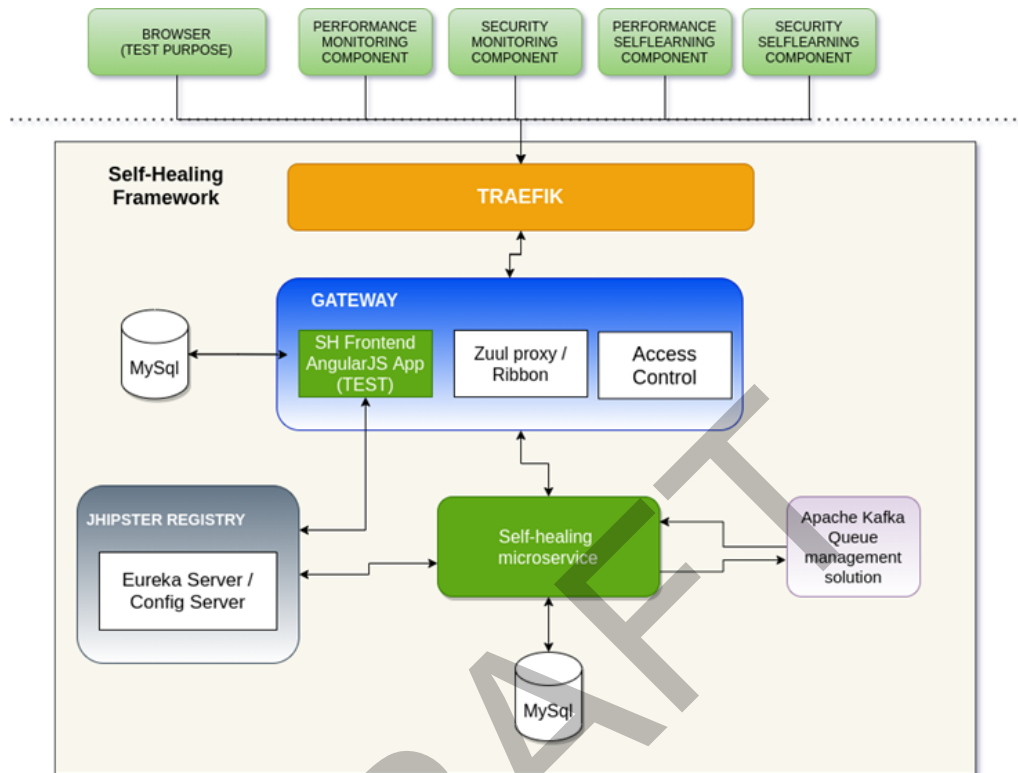 BROWSER
(TEST PURPOSE)
PERFORMANCE
MONITORING
COMPONENT
SECURITY
MONITORING
COMPONENT
PERFORMANCE
SELFLEARNING
COMPONENT
SECURITY
SELFLEARNING
COMPONENT
Self-Healing
Framework
TRAEFIK
GATEWAY
SH Frontend
AngularJS App
(TEST)
Zuul proxy /
Ribbon
Access
Control
MySql
JHIPSTER REGISTRY
Eureka Server /
Config Server
Self-healing
microservice
Apache Kafka
Queue
management
solution
MySql
RAFT